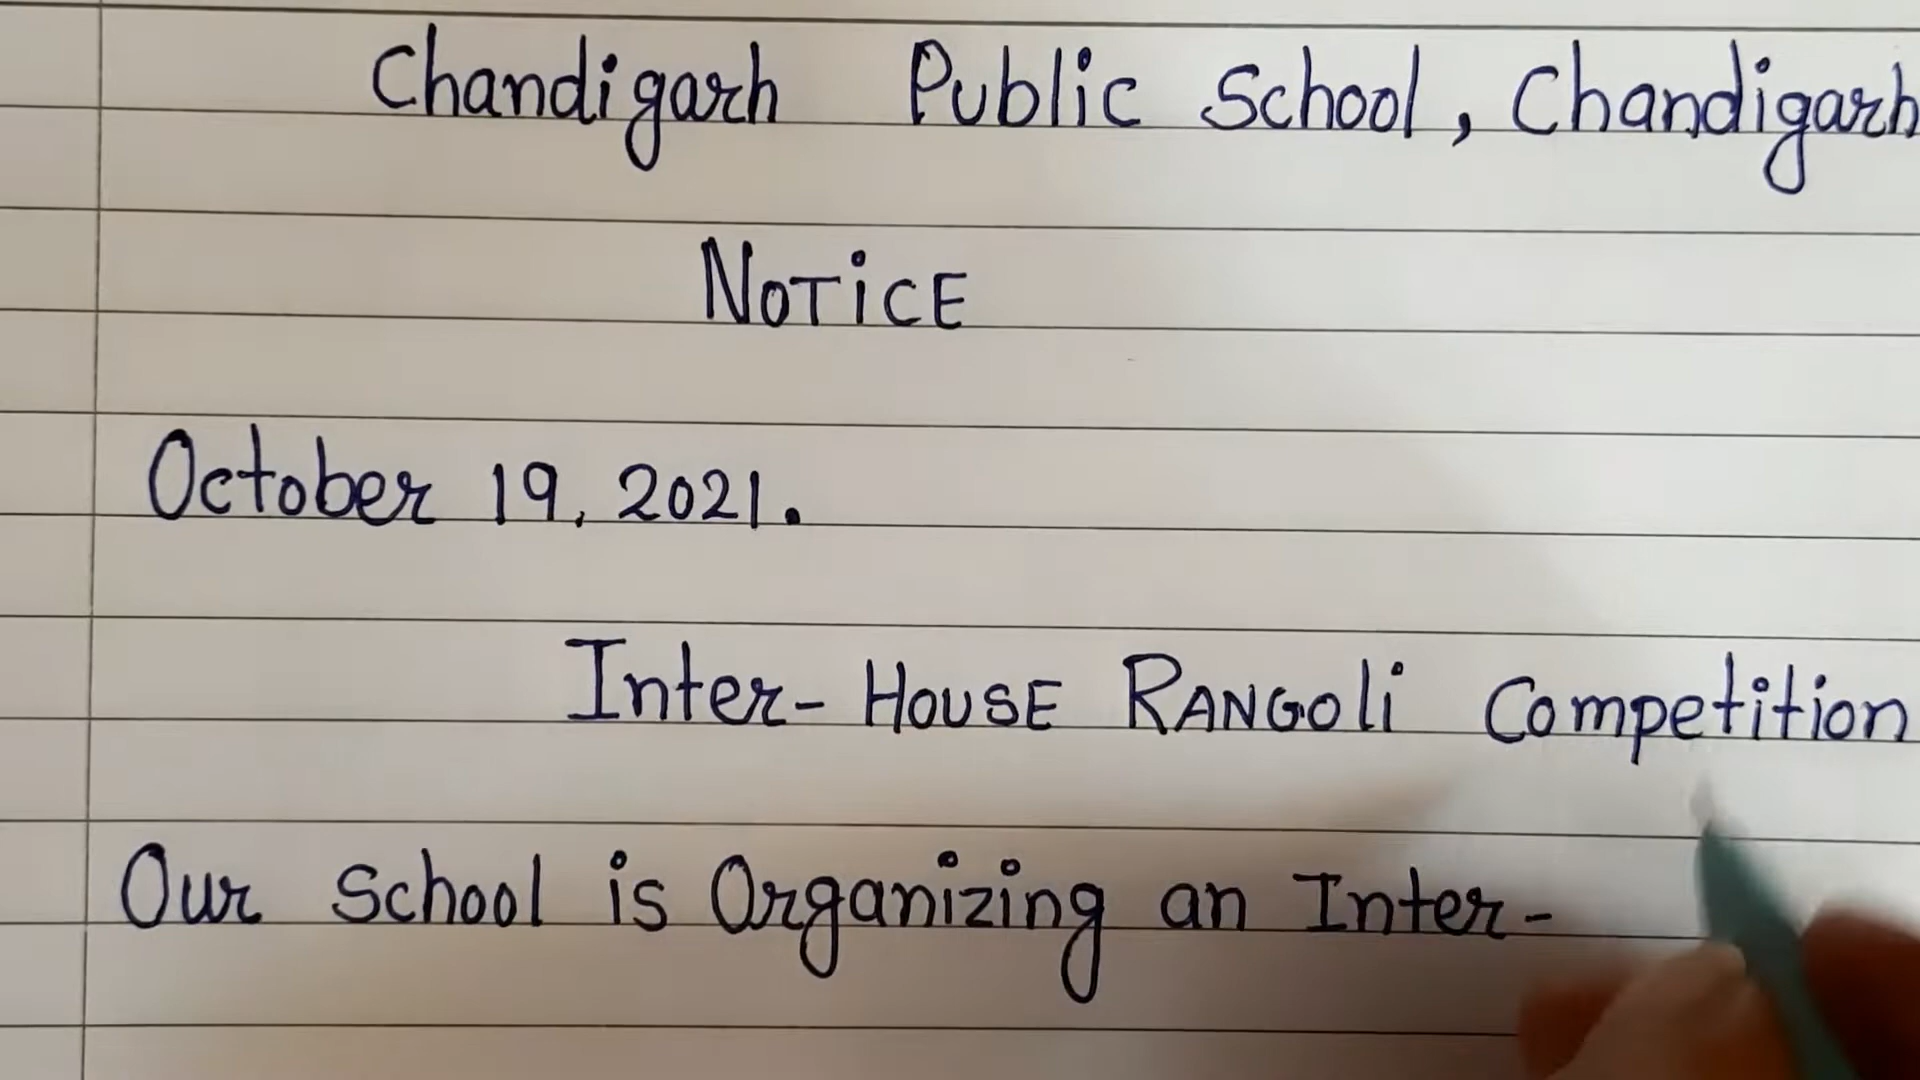 Chandigarh Public School, Chandigarh
NOTiCE
October 19, 2021.
Inter-HOUSE RANGOli Competition
Our School is Organizing an Inter-